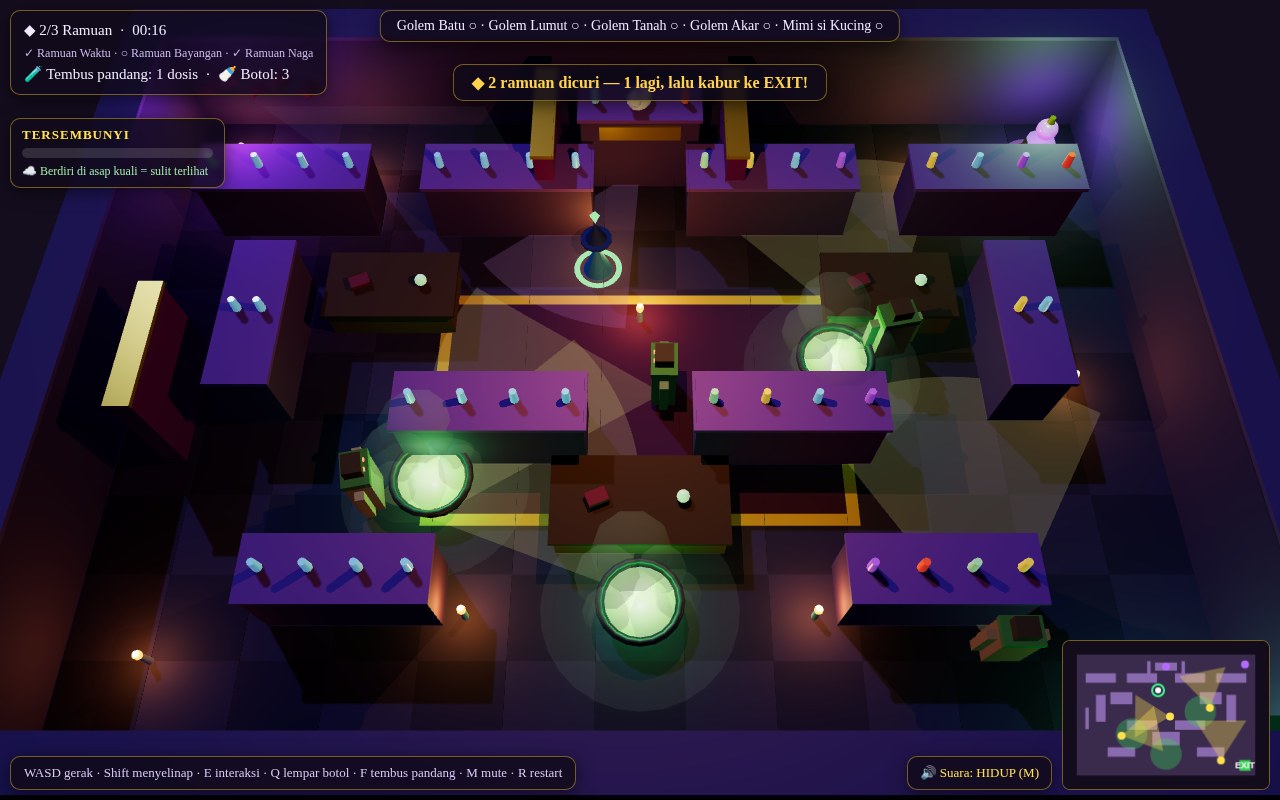 ◆ 2/3 Ramuan · 00:16
✓ Ramuan Waktu · ○ Ramuan Bayangan · ✓ Ramuan Naga
🧪 Tembus pandang: 1 dosis · 🍼 Botol: 3
Golem Batu ○ · Golem Lumut ○ · Golem Tanah ○ · Golem Akar ○ · Mimi si Kucing ○
◆ 2 ramuan dicuri — 1 lagi, lalu kabur ke EXIT!
TERSEMBUNYI
☁️ Berdiri di asap kuali = sulit terlihat
EXIT
WASD gerak · Shift menyelinap · E interaksi · Q lempar botol · F tembus pandang · M mute · R restart
🔊 Suara: HIDUP (M)